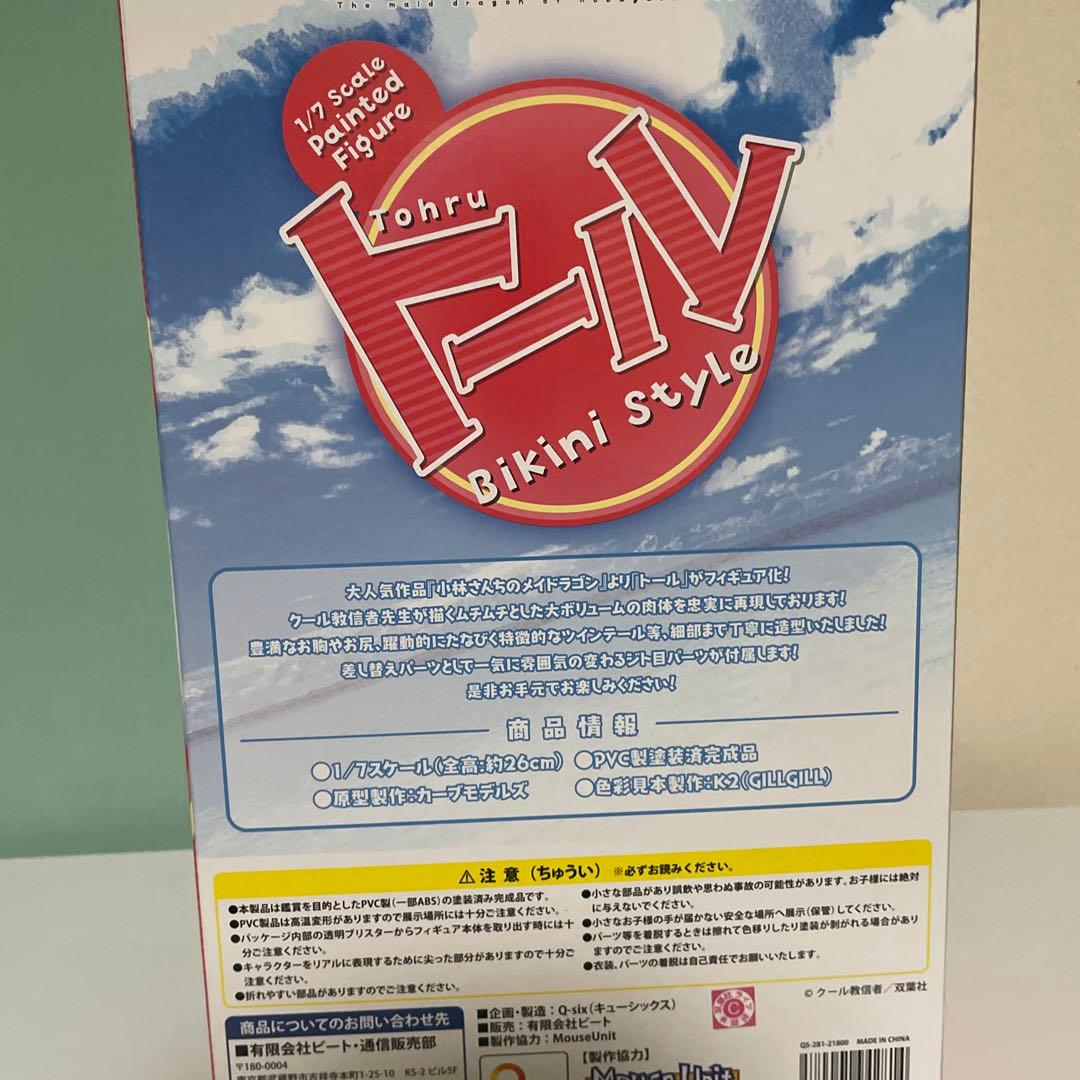 The maid dragon of Kobayashi
1/7 Scale
Painted
Figure
Tohru
トール
Bikini Style
大人気作品『小林さんちのメイドラゴン』より『トール』がフィギュア化!
クール教信者先生が描くムチムチとした大ボリュームの肉体を忠実に再現しております!
豊満なお胸やお尻、躍動的にたなびく特徴的なツインテール等、細部まで丁寧に造型いたしました!
差し替えパーツとして一気に雰囲気の変わるジト目パーツが付属します!
是非お手元でお楽しみください!
商品情報
●1/7スケール(全高:約26cm) ●PVC製塗装済完成品
●原型製作:カーブモデルズ ●色彩見本製作:K2(GILLGILL)
⚠注意(ちゅうい) ※必ずお読みください。
●本製品は鑑賞を目的としたPVC製(一部ABS)の塗装済み完成品です。
●PVC製品は高温変形がありますので展示場所には十分ご注意ください。
●パッケージ内部の透明ブリスターからフィギュア本体を取り出す時には十
分ご注意ください。
●キャラクターをリアルに表現するために尖った部分がありますので十分ご
注意ください。
●折れやすい部品がありますのでご注意ください。
●小さな部品があり誤飲や思わぬ事故の可能性があります。お子様には絶対
に与えないでください。
●小さなお子様の手が届かない安全な場所へ展示(保管)してください。
●パーツ等を着脱するときは擦れて色移りしたり塗装が剥がれる場合があり
ますのでご注意ください。
●衣装、パーツの着脱は自己責任でお願いいたします。
© クール教信者/双葉社
商品についてのお問い合わせ先
■有限会社ビート・通信販売部
〒180-0004
東京都武蔵野市吉祥寺本町1-25-10 KS-2 ビル5F
■企画・製造:Q-six(キューシックス)
■販売:有限会社ビート
■製作協力:MouseUnit
【製作協力】
Mouse Unit
C
QS-281-21800 MADE IN CHINA